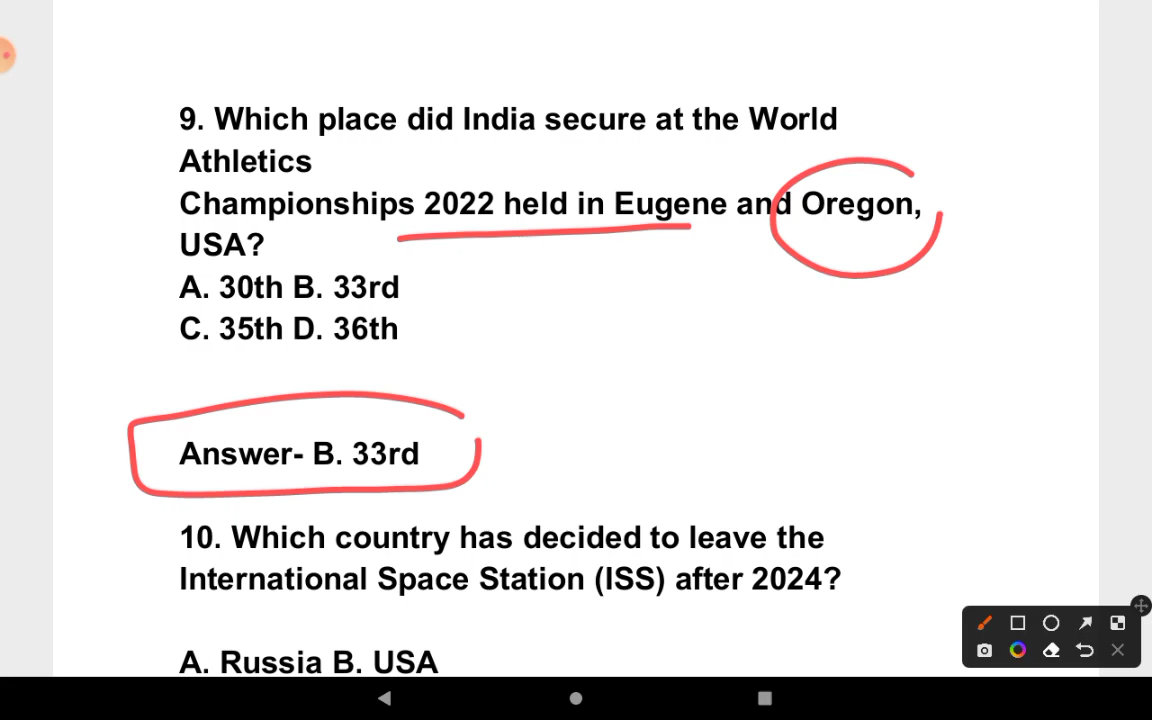 9. Which place did India secure at the World
Athletics
Championships 2022 held in Eugene and Oregon,
USA?
A. 30th B. 33rd
C. 35th D. 36th
Answer- B. 33rd
10. Which country has decided to leave the
International Space Station (ISS) after 2024?
A. Russia B. USA